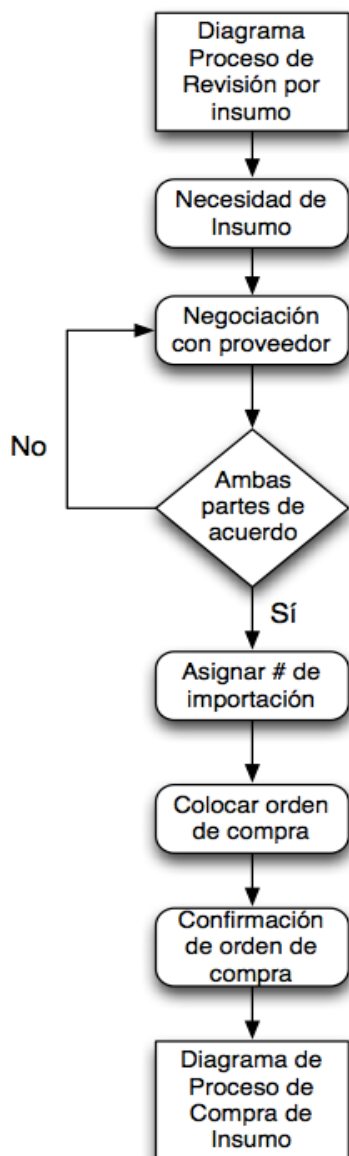 Diagrama
Proceso de
Revisión por
insumo
Necesidad de
Insumo
Negociación
con proveedor
No
Ambas
partes de
acuerdo
Sí
Asignar # de
importación
Colocar orden
de compra
Confirmación
de orden de
compra
Diagrama de
Proceso de
Compra de
Insumo